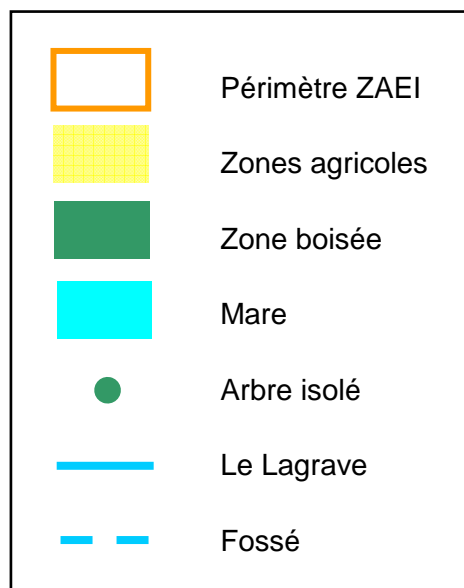 Périmètre ZAEI
Zones agricoles
Zone boisée
Mare
Arbre isolé
Le Lagrave
Fossé